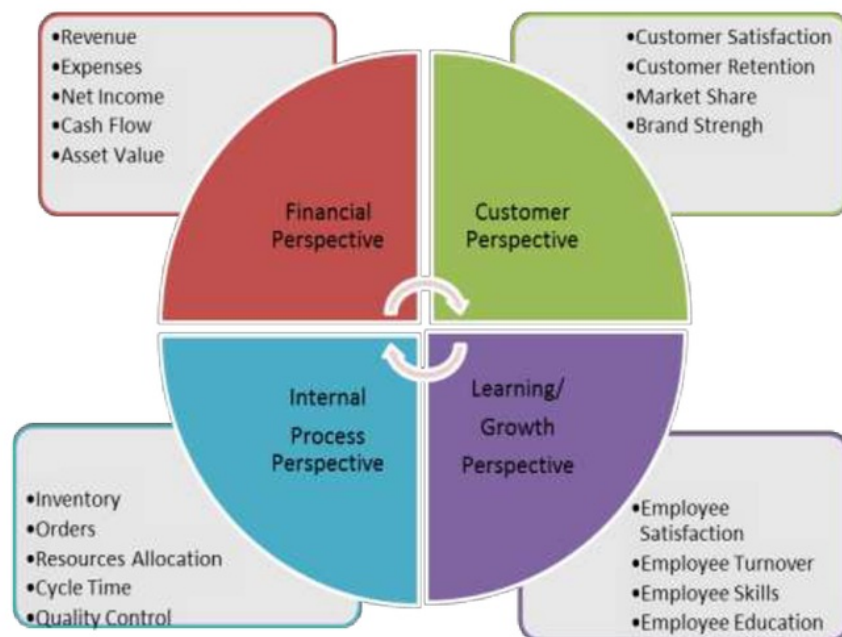 •Revenue
•Expenses
•Net Income
•Cash Flow
•Asset Value
•Customer Satisfaction
•Customer Retention
•Market Share
•Brand Strengh
Financial
Perspective
Customer
Perspective
Internal
Process
Perspective
Learning/
Growth
Perspective
•Inventory
•Orders
•Resources Allocation
•Cycle Time
•Quality Control
•Employee
Satisfaction
•Employee Turnover
•Employee Skills
•Employee Education